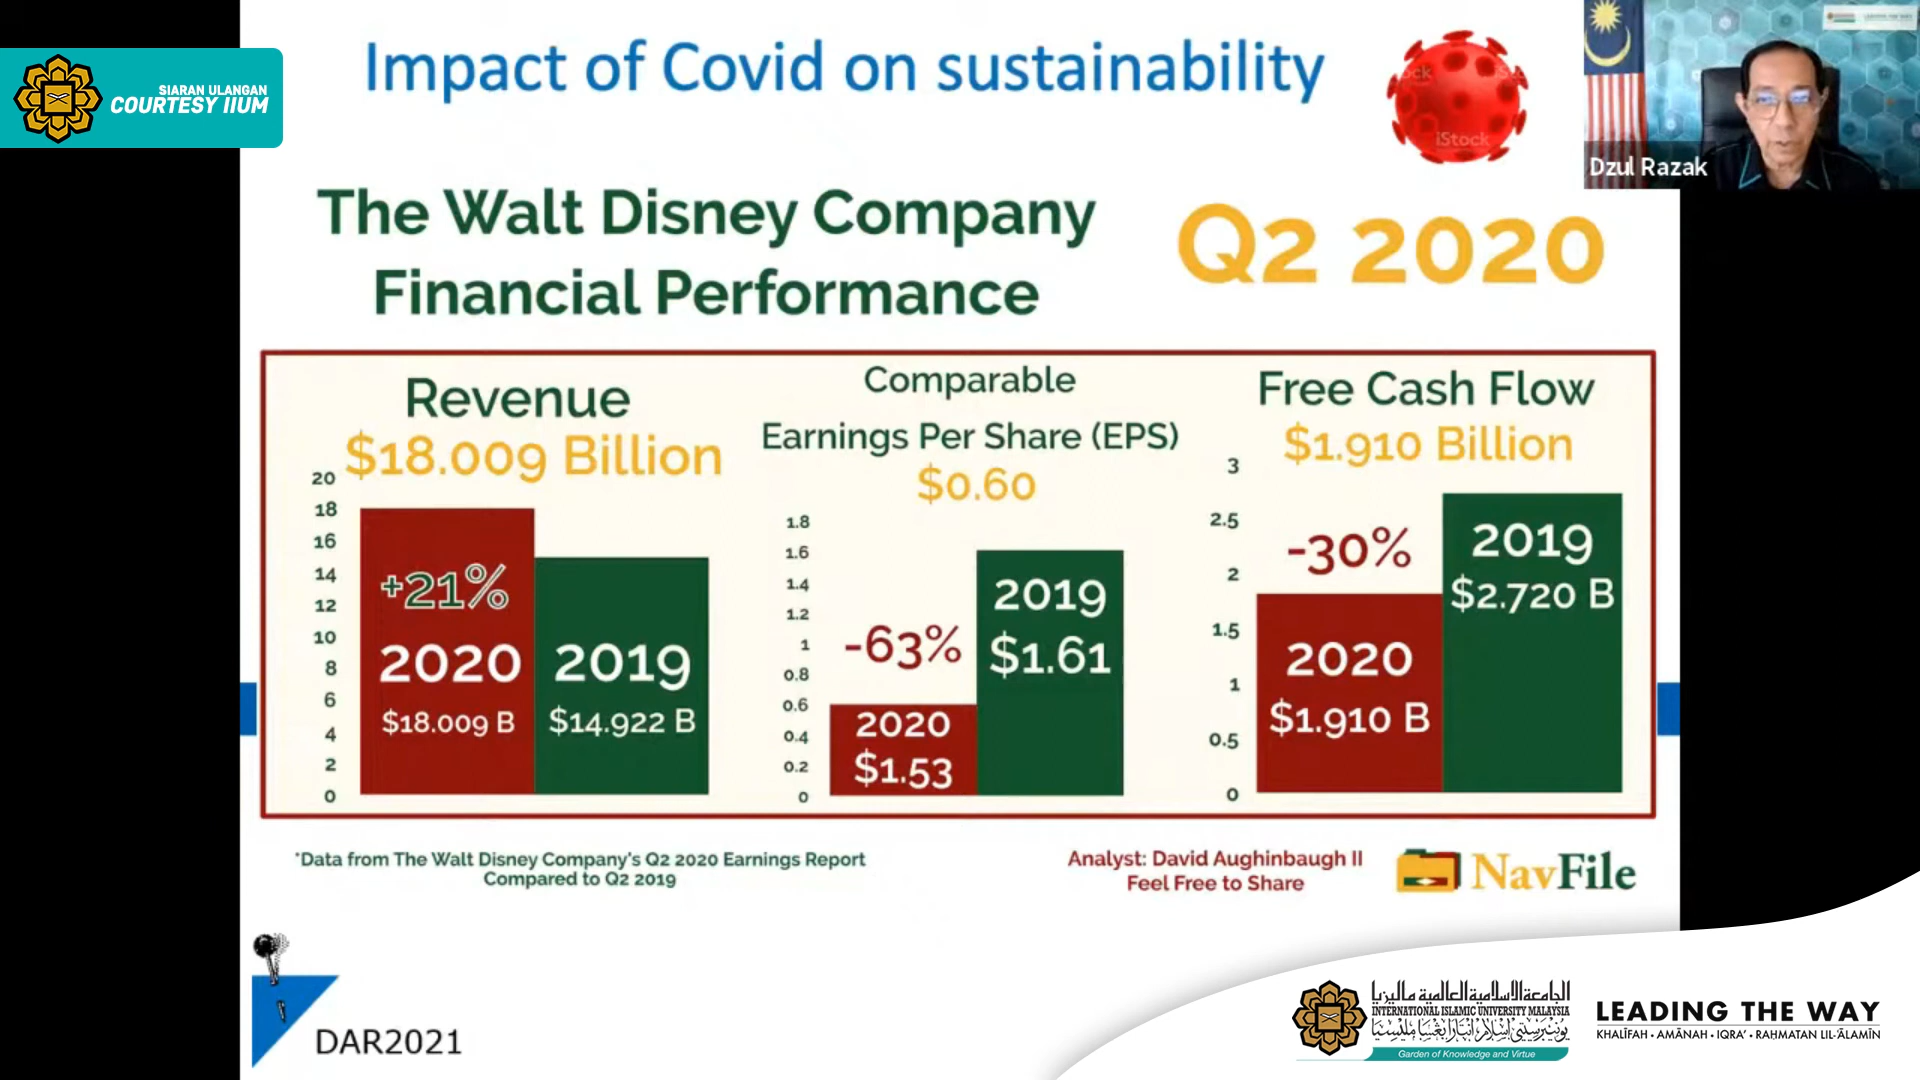 SIARAN ULANGAN
COURTESY IIUM
Impact of Covid on sustainability
iStock
Dzul Razak
The Walt Disney Company
Financial Performance
Q2 2020
Revenue
$18.009 Billion
20
18
16
14
12
10
8
6
4
2
0
+21%
2020
$18.009 B
2019
$14.922 B
Comparable
Earnings Per Share (EPS)
$0.60
1.8
1.6
1.4
1.2
1
0.8
0.6
0.4
0.2
0
-63%
2020
$1.53
2019
$1.61
Free Cash Flow
$1.910 Billion
3
2.5
2
1.5
1
0.5
0
-30%
2020
$1.910 B
2019
$2.720 B
*Data from The Walt Disney Company's Q2 2020 Earnings Report
Compared to Q2 2019
Analyst: David Aughinbaugh II
Feel Free to Share
NavFile
DAR2021
الجامعة الإسلامية العالمية ماليزيا
INTERNATIONAL ISLAMIC UNIVERSITY MALAYSIA
Garden of Knowledge and Virtue
LEADING THE WAY
KHALĪFAH • AMĀNAH • IQRA' • RAHMATAN LIL-ĀLAMĪN